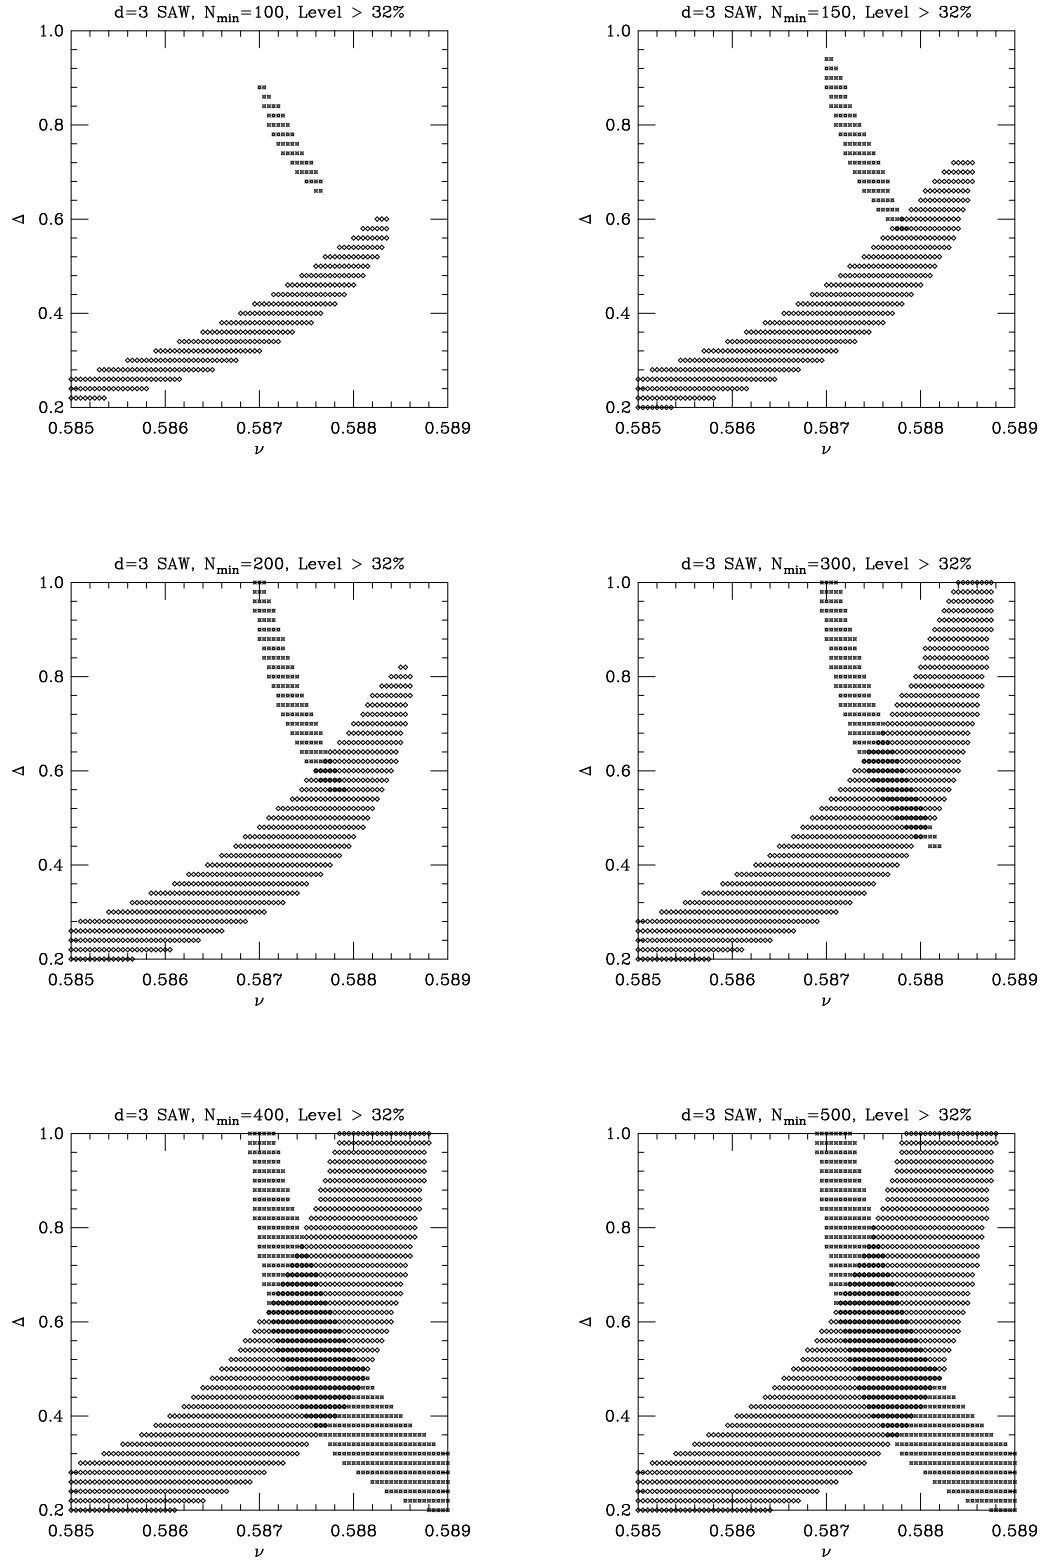 d=3 SAW, Nmin=100, Level > 32%
1.0
0.8
Δ 0.6
0.4
0.2
0.585 0.586 0.587 0.588 0.589
ν
d=3 SAW, Nmin=150, Level > 32%
1.0
0.8
Δ 0.6
0.4
0.2
0.585 0.586 0.587 0.588 0.589
ν
d=3 SAW, Nmin=200, Level > 32%
1.0
0.8
Δ 0.6
0.4
0.2
0.585 0.586 0.587 0.588 0.589
ν
d=3 SAW, Nmin=300, Level > 32%
1.0
0.8
Δ 0.6
0.4
0.2
0.585 0.586 0.587 0.588 0.589
ν
d=3 SAW, Nmin=400, Level > 32%
1.0
0.8
Δ 0.6
0.4
0.2
0.585 0.586 0.587 0.588 0.589
ν
d=3 SAW, Nmin=500, Level > 32%
1.0
0.8
Δ 0.6
0.4
0.2
0.585 0.586 0.587 0.588 0.589
ν